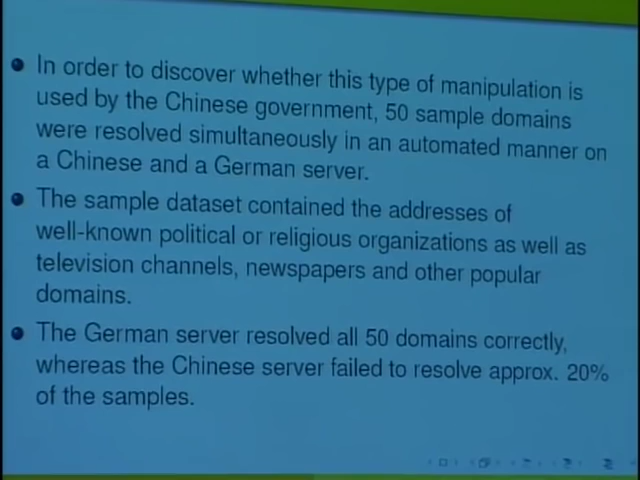 In order to discover whether this type of manipulation is
used by the Chinese government, 50 sample domains
were resolved simultaneously in an automated manner on
a Chinese and a German server.
The sample dataset contained the addresses of
well-known political or religious organizations as well as
television channels, newspapers and other popular
domains.
The German server resolved all 50 domains correctly,
whereas the Chinese server failed to resolve approx. 20%
of the samples.